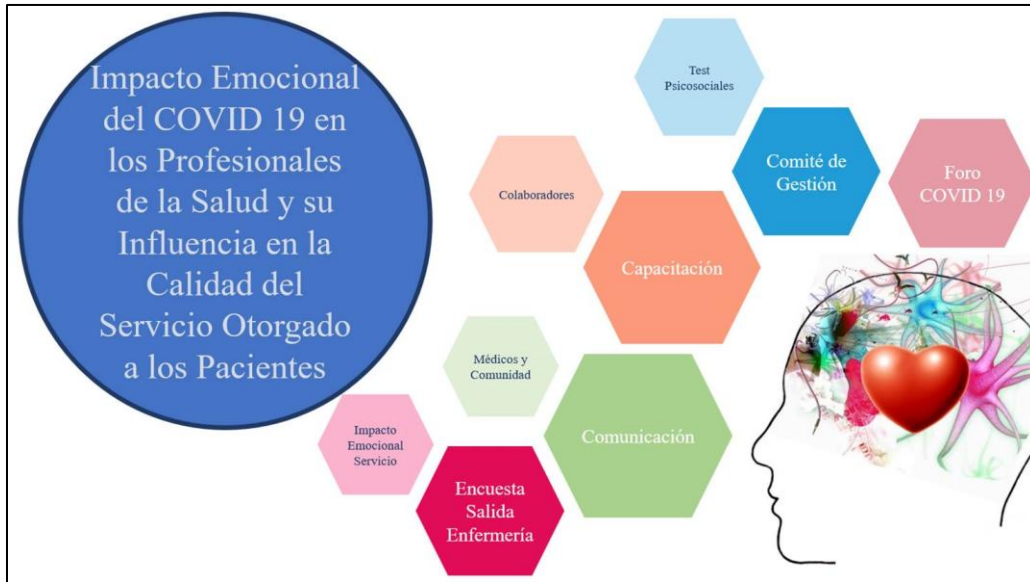 Impacto Emocional
del COVID 19 en
los Profesionales
de la Salud y su
Influencia en la
Calidad del
Servicio Otorgado
a los Pacientes
Test
Psicosociales
Comité de
Gestión
Foro
COVID 19
Colaboradores
Capacitación
Médicos y
Comunidad
Comunicación
Impacto
Emocional
Servicio
Encuesta
Salida
Enfermería